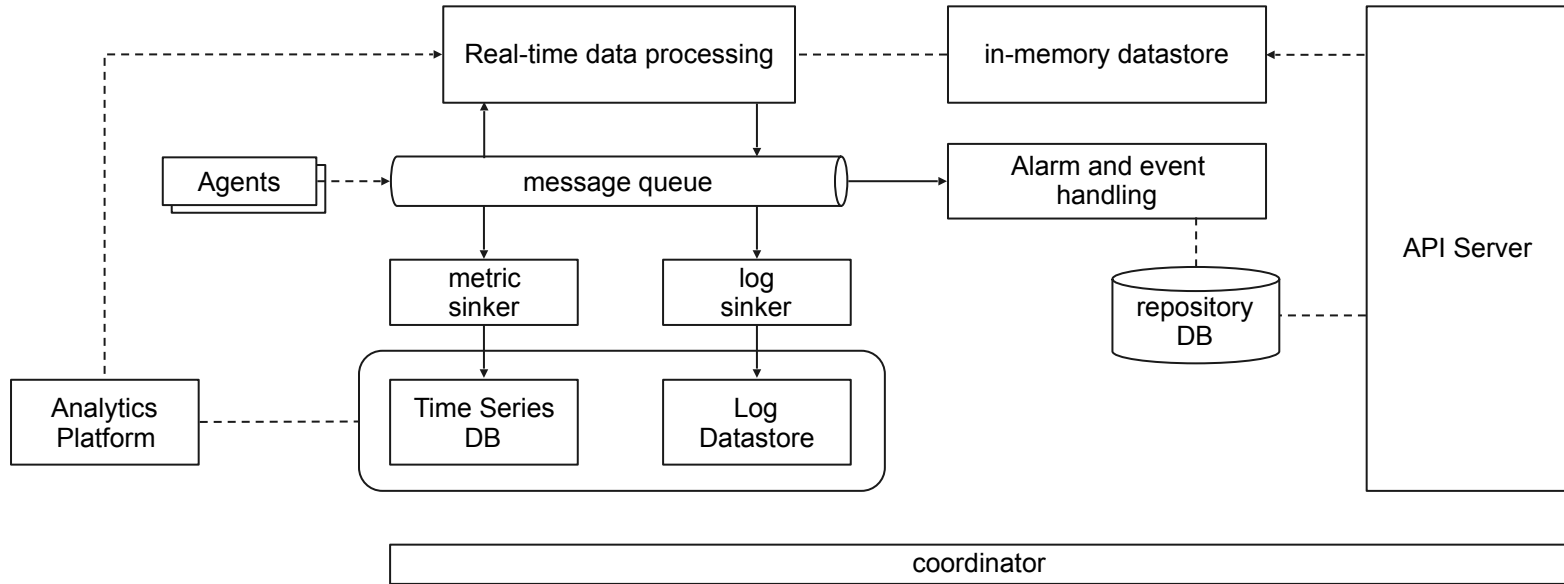 Real-time data processing
in-memory datastore
Agents
message queue
Alarm and event
handling
API Server
metric
sinker
log
sinker
repository
DB
Analytics
Platform
Time Series
DB
Log
Datastore
coordinator